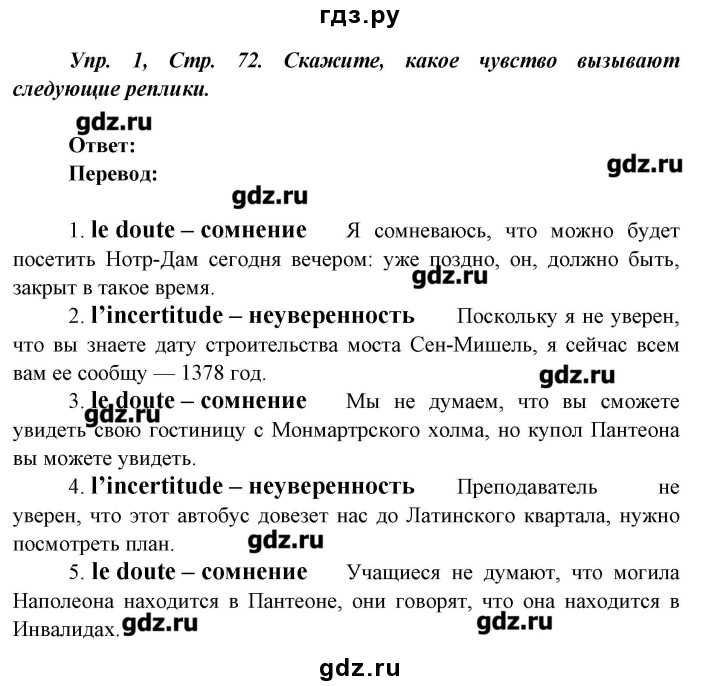 гдз.ру
Упр. 1, Стр. 72. Скажите, какое чувство вызывают
следующие реплики.
gdz.ru
Ответ:
gdz.ru
Перевод:
gdz.ru
1. le doute – сомнение Я сомневаюсь, что можно будет
посетить Нотр-Дам сегодня вечером: уже поздно, он, должно быть,
gdz.ru
закрыт в такое время.
2. l’incertitude – неуверенность Поскольку я не уверен,
что вы знаете дату строительства моста Сен-Мишель, я сейчас всем
вам ее сообщу — 1378 год.
gdz.ru
3. le doute – сомнение Мы не думаем, что вы сможете
gdz.ru
увидеть свою гостиницу с Монмартрского холма, но купол Пантеона
вы можете увидеть.
4. l’incertitude – неуверенность Преподаватель не
уверен, что этот автобус довезет нас до Латинского квартала, нужно
посмотреть план.
gdz.ru
5. le doute – сомнение Учащиеся не думают, что могила
Наполеона находится в Пантеоне, они говорят, что она находится в
Инвалидах.
gdz.ru
gdz.ru
gdz.ru